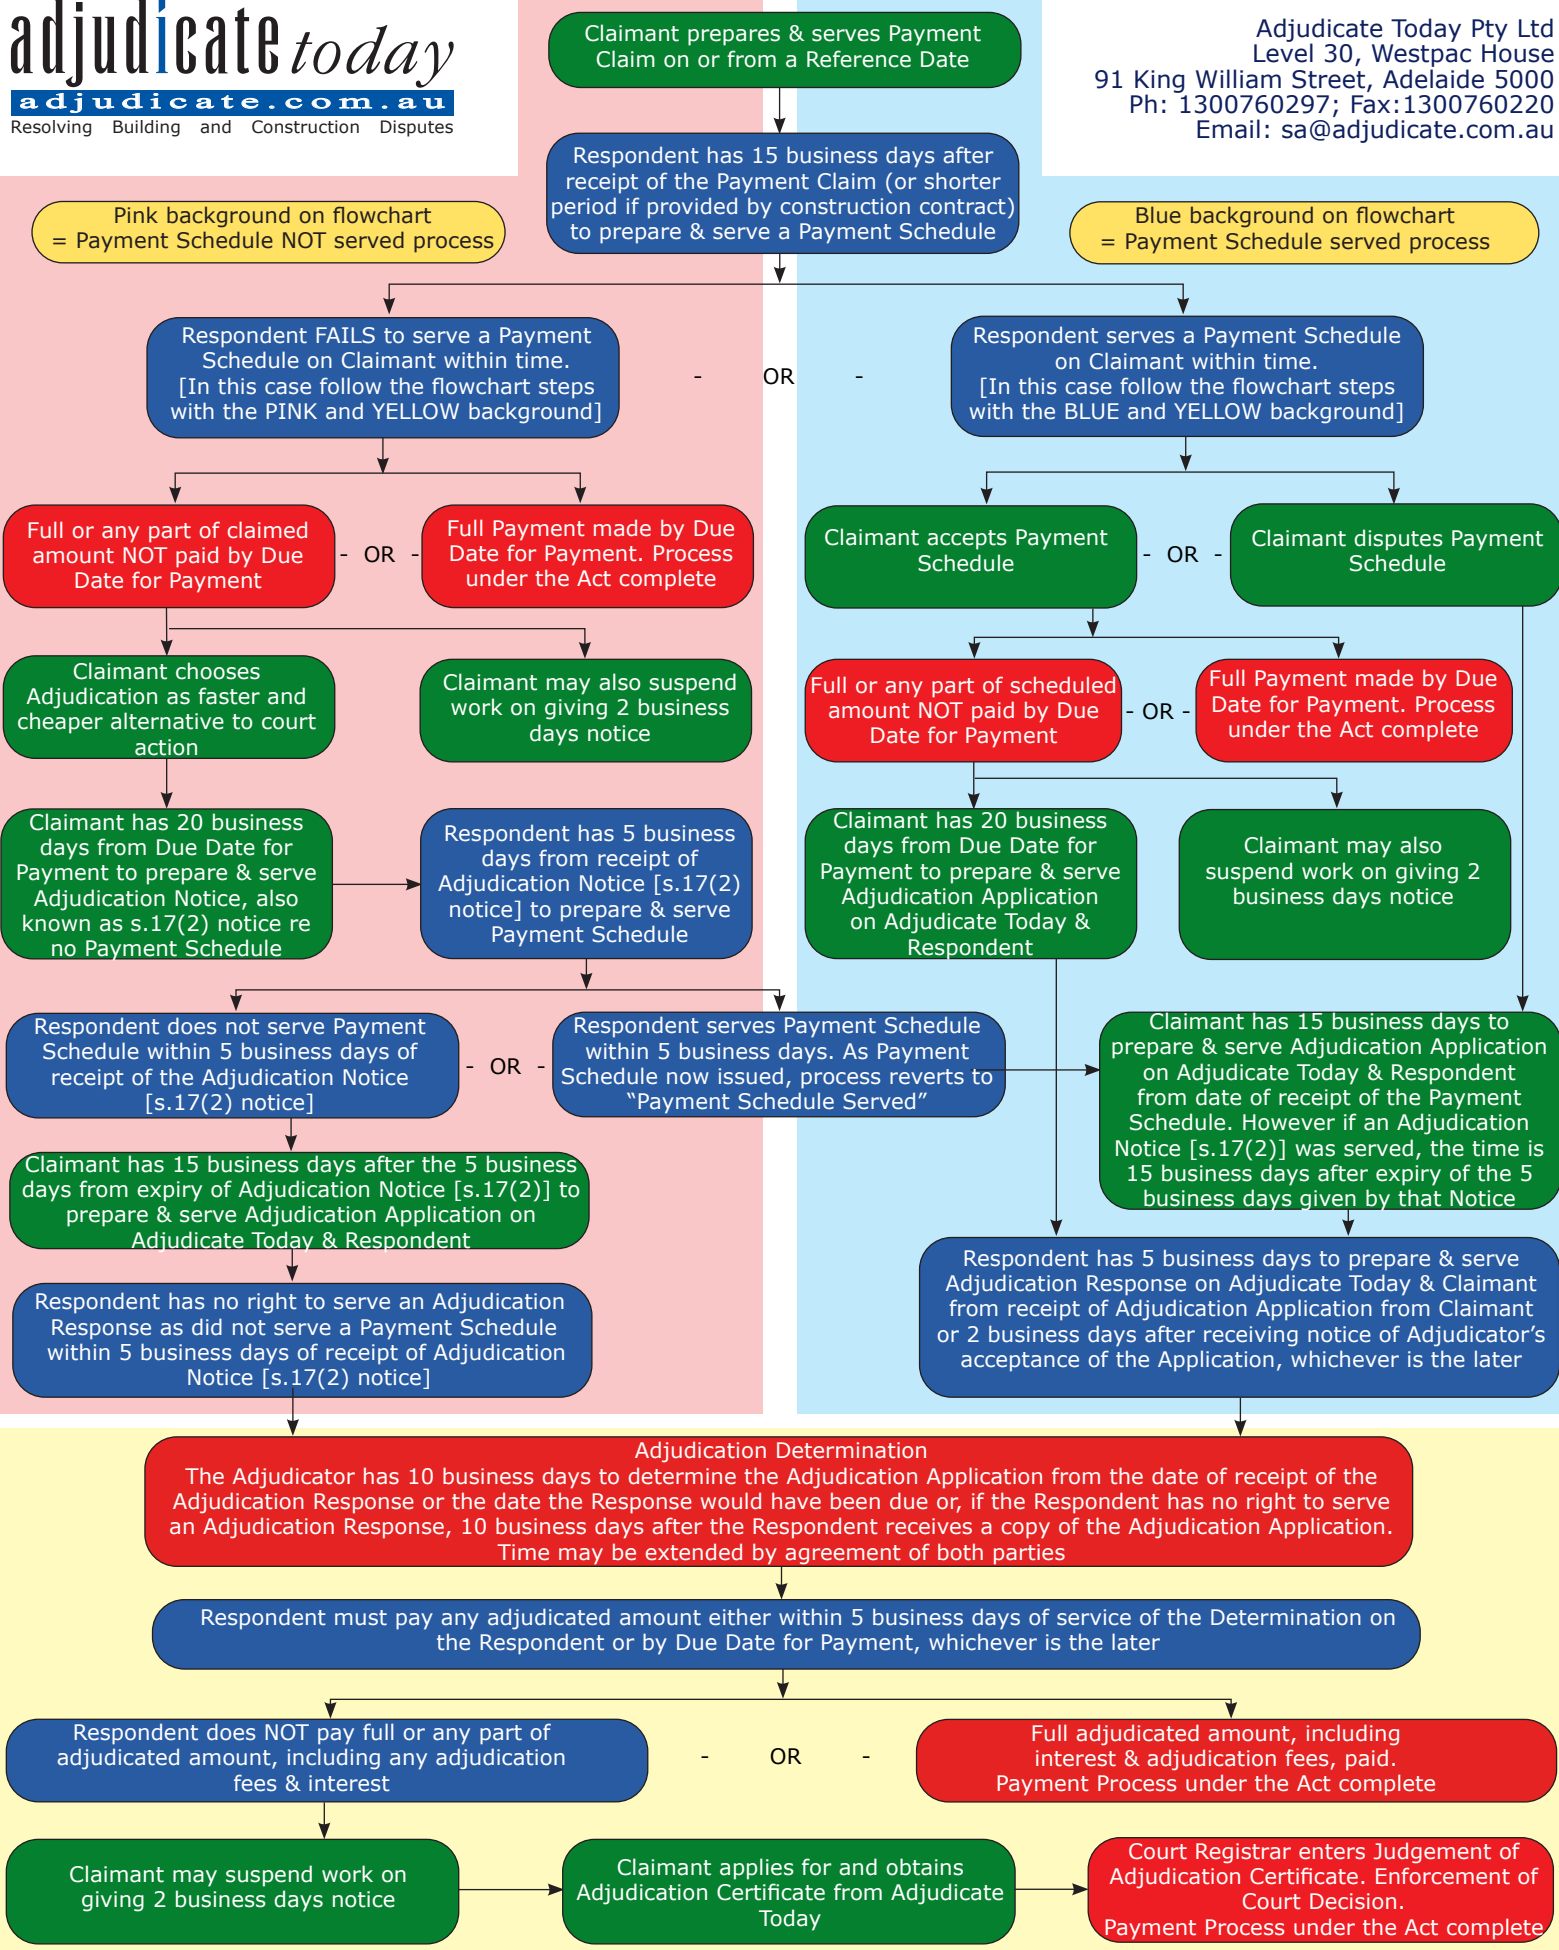 adjudicate today
adjudicate.com.au
Resolving Building and Construction Disputes
Claimant prepares & serves Payment
Claim on or from a Reference Date
Adjudicate Today Pty Ltd
Level 30, Westpac House
91 King William Street, Adelaide 5000
Ph: 1300760297; Fax:1300760220
Email: sa@adjudicate.com.au
Respondent has 15 business days after
receipt of the Payment Claim (or shorter
period if provided by construction contract)
to prepare & serve a Payment Schedule
Pink background on flowchart
= Payment Schedule NOT served process
Blue background on flowchart
= Payment Schedule served process
Respondent FAILS to serve a Payment
Schedule on Claimant within time.
[In this case follow the flowchart steps
with the PINK and YELLOW background]
- OR -
Respondent serves a Payment Schedule
on Claimant within time.
[In this case follow the flowchart steps
with the BLUE and YELLOW background]
Full or any part of claimed
amount NOT paid by Due
Date for Payment
- OR -
Full Payment made by Due
Date for Payment. Process
under the Act complete
Claimant accepts Payment
Schedule
- OR -
Claimant disputes Payment
Schedule
Claimant chooses
Adjudication as faster and
cheaper alternative to court
action
Claimant may also suspend
work on giving 2 business
days notice
Full or any part of scheduled
amount NOT paid by Due
Date for Payment
- OR -
Full Payment made by Due
Date for Payment. Process
under the Act complete
Claimant has 20 business
days from Due Date for
Payment to prepare & serve
Adjudication Notice, also
known as s.17(2) notice re
no Payment Schedule
Respondent has 5 business
days from receipt of
Adjudication Notice [s.17(2)
notice] to prepare & serve
Payment Schedule
Claimant has 20 business
days from Due Date for
Payment to prepare & serve
Adjudication Application
on Adjudicate Today &
Respondent
Claimant may also
suspend work on giving 2
business days notice
Respondent does not serve Payment
Schedule within 5 business days of
receipt of the Adjudication Notice
[s.17(2) notice]
- OR -
Respondent serves Payment Schedule
within 5 business days. As Payment
Schedule now issued, process reverts to
“Payment Schedule Served”
Claimant has 15 business days to
prepare & serve Adjudication Application
on Adjudicate Today & Respondent
from date of receipt of the Payment
Schedule. However if an Adjudication
Notice [s.17(2)] was served, the time is
15 business days after expiry of the 5
business days given by that Notice
Claimant has 15 business days after the 5 business
days from expiry of Adjudication Notice [s.17(2)] to
prepare & serve Adjudication Application on
Adjudicate Today & Respondent
Respondent has no right to serve an Adjudication
Response as did not serve a Payment Schedule
within 5 business days of receipt of Adjudication
Notice [s.17(2) notice]
Respondent has 5 business days to prepare & serve
Adjudication Response on Adjudicate Today & Claimant
from receipt of Adjudication Application from Claimant
or 2 business days after receiving notice of Adjudicator’s
acceptance of the Application, whichever is the later
Adjudication Determination
The Adjudicator has 10 business days to determine the Adjudication Application from the date of receipt of the
Adjudication Response or the date the Response would have been due or, if the Respondent has no right to serve
an Adjudication Response, 10 business days after the Respondent receives a copy of the Adjudication Application.
Time may be extended by agreement of both parties
Respondent must pay any adjudicated amount either within 5 business days of service of the Determination on
the Respondent or by Due Date for Payment, whichever is the later
Respondent does NOT pay full or any part of
adjudicated amount, including any adjudication
fees & interest
- OR -
Full adjudicated amount, including
interest & adjudication fees, paid.
Payment Process under the Act complete
Claimant may suspend work on
giving 2 business days notice
Claimant applies for and obtains
Adjudication Certificate from Adjudicate
Today
Court Registrar enters Judgement of
Adjudication Certificate. Enforcement of
Court Decision.
Payment Process under the Act complete